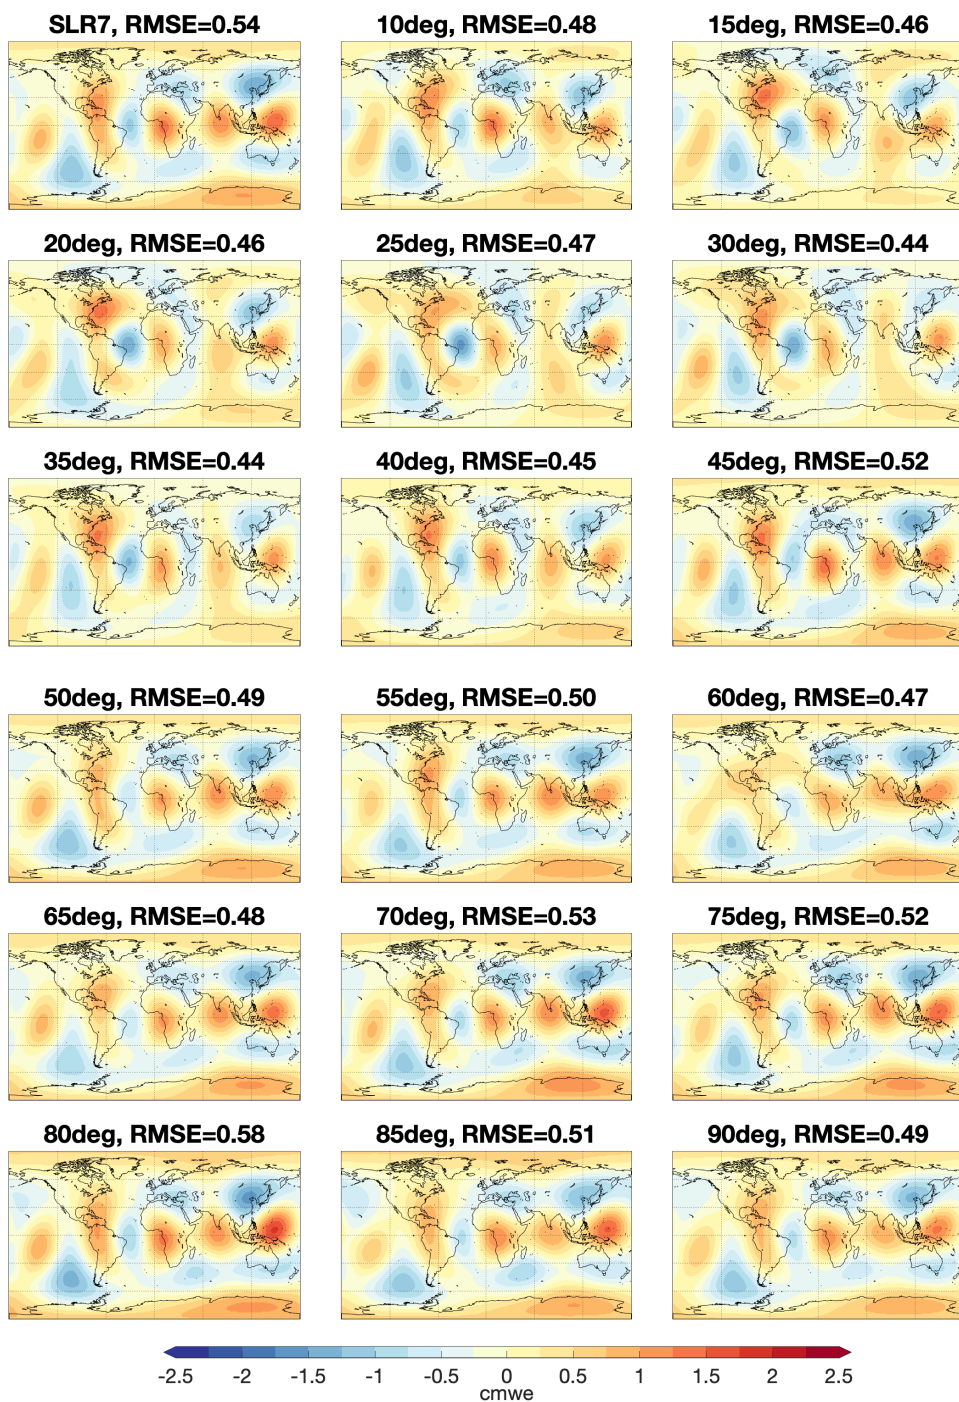 SLR7, RMSE=0.54
10deg, RMSE=0.48
15deg, RMSE=0.46
20deg, RMSE=0.46
25deg, RMSE=0.47
30deg, RMSE=0.44
35deg, RMSE=0.44
40deg, RMSE=0.45
45deg, RMSE=0.52
50deg, RMSE=0.49
55deg, RMSE=0.50
60deg, RMSE=0.47
65deg, RMSE=0.48
70deg, RMSE=0.53
75deg, RMSE=0.52
80deg, RMSE=0.58
85deg, RMSE=0.51
90deg, RMSE=0.49
-2.5 -2 -1.5 -1 -0.5 0 0.5 1 1.5 2 2.5
cmwe